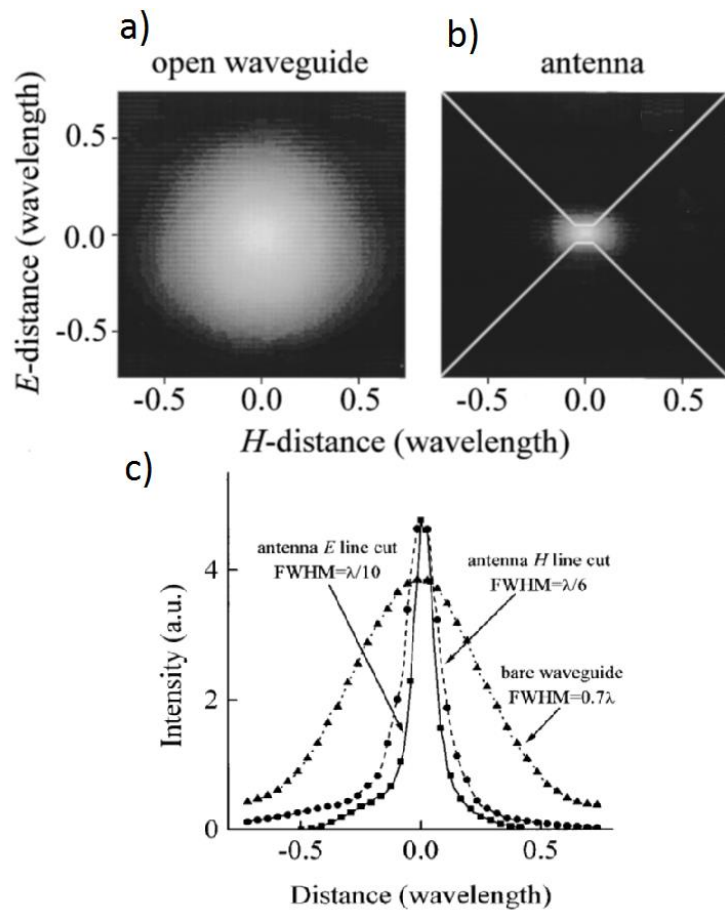 a)
open waveguide
b)
antenna
E-distance (wavelength)
0.5
0.0
-0.5
-0.5
0.0
0.5
-0.5
0.0
0.5
H-distance (wavelength)
c)
Intensity (a.u.)
4
2
0
antenna E line cut
FWHM=λ/10
antenna H line cut
FWHM=λ/6
bare waveguide
FWHM=0.7λ
-0.5
0.0
0.5
Distance (wavelength)